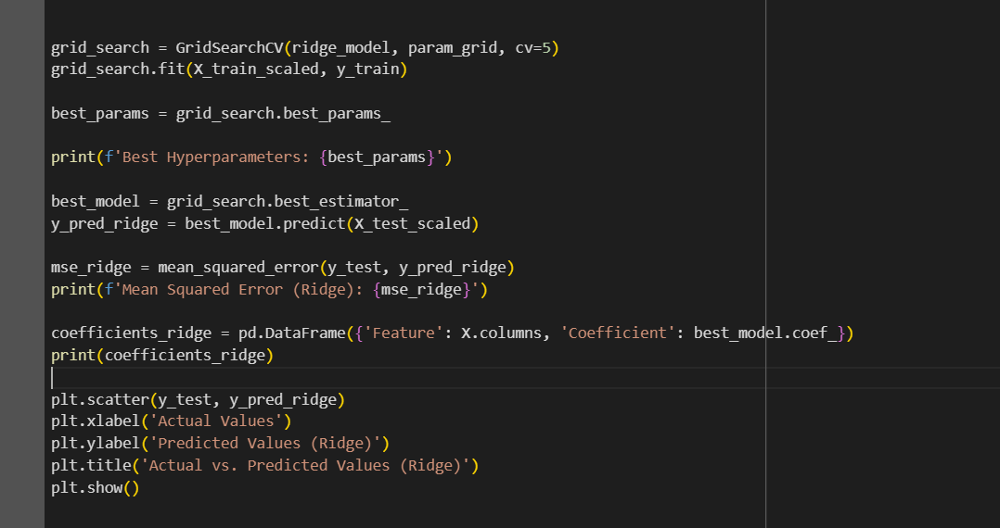 grid_search = GridSearchCV(ridge_model, param_grid, cv=5)
grid_search.fit(X_train_scaled, y_train)
best_params = grid_search.best_params_
print(f'Best Hyperparameters: {best_params}')
best_model = grid_search.best_estimator_
y_pred_ridge = best_model.predict(X_test_scaled)
mse_ridge = mean_squared_error(y_test, y_pred_ridge)
print(f'Mean Squared Error (Ridge): {mse_ridge}')
coefficients_ridge = pd.DataFrame({'Feature': X.columns, 'Coefficient': best_model.coef_})
print(coefficients_ridge)
plt.scatter(y_test, y_pred_ridge)
plt.xlabel('Actual Values')
plt.ylabel('Predicted Values (Ridge)')
plt.title('Actual vs. Predicted Values (Ridge)')
plt.show()